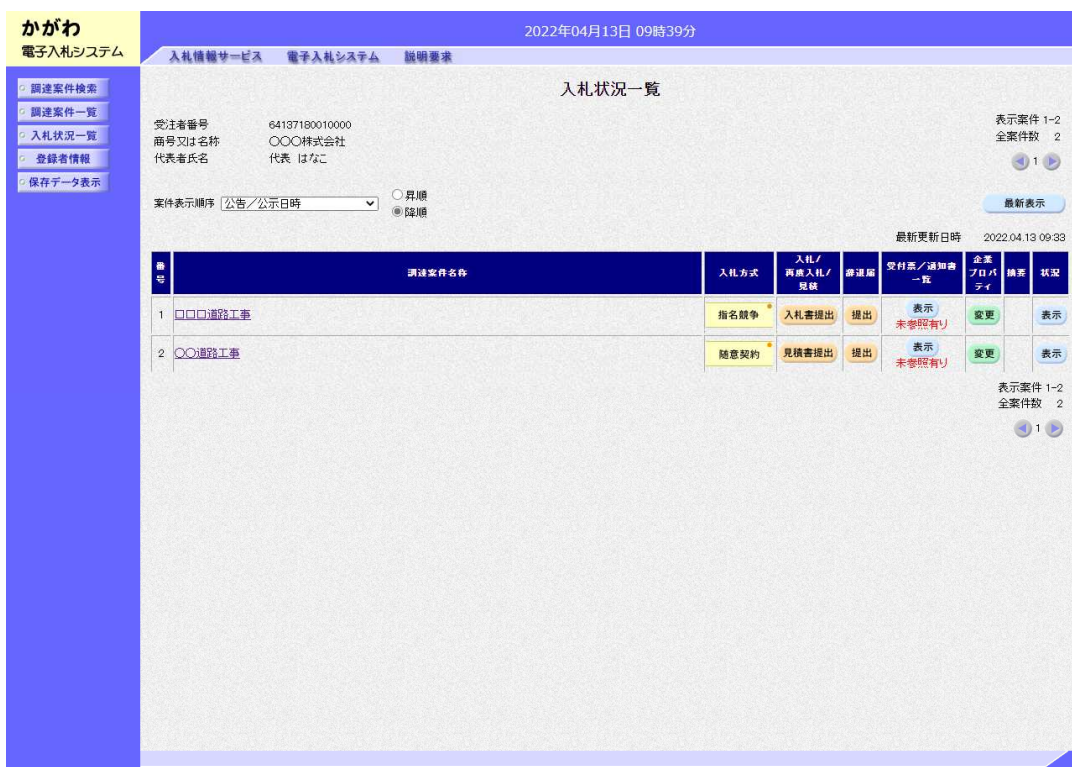 かがわ
電子入札システム
2022年04月13日 09時39分
入札情報サービス 電子入札システム 説明要求
調達案件検索
調達案件一覧
入札状況一覧
登録者情報
保存データ表示
入札状況一覧
受注者番号 64137180010000
商号又は名称 〇〇〇株式会社
代表者氏名 代表 はなこ
表示案件 1-2
全案件数 2
1
案件表示順序 公告/公示日時
昇順
降順
最新表示
最新更新日時 2022.04.13 09:33
番号 調達案件名称 入札方式 入札/再度入札/見積 辞退届 受付票/通知書一覧 企業プロパティ 摘要 状況
1 □□□道路工事 指名競争 入札書提出 提出 表示 未参照有り 変更 表示
2 〇〇道路工事 随意契約 見積書提出 提出 表示 未参照有り 変更 表示
表示案件 1-2
全案件数 2
1